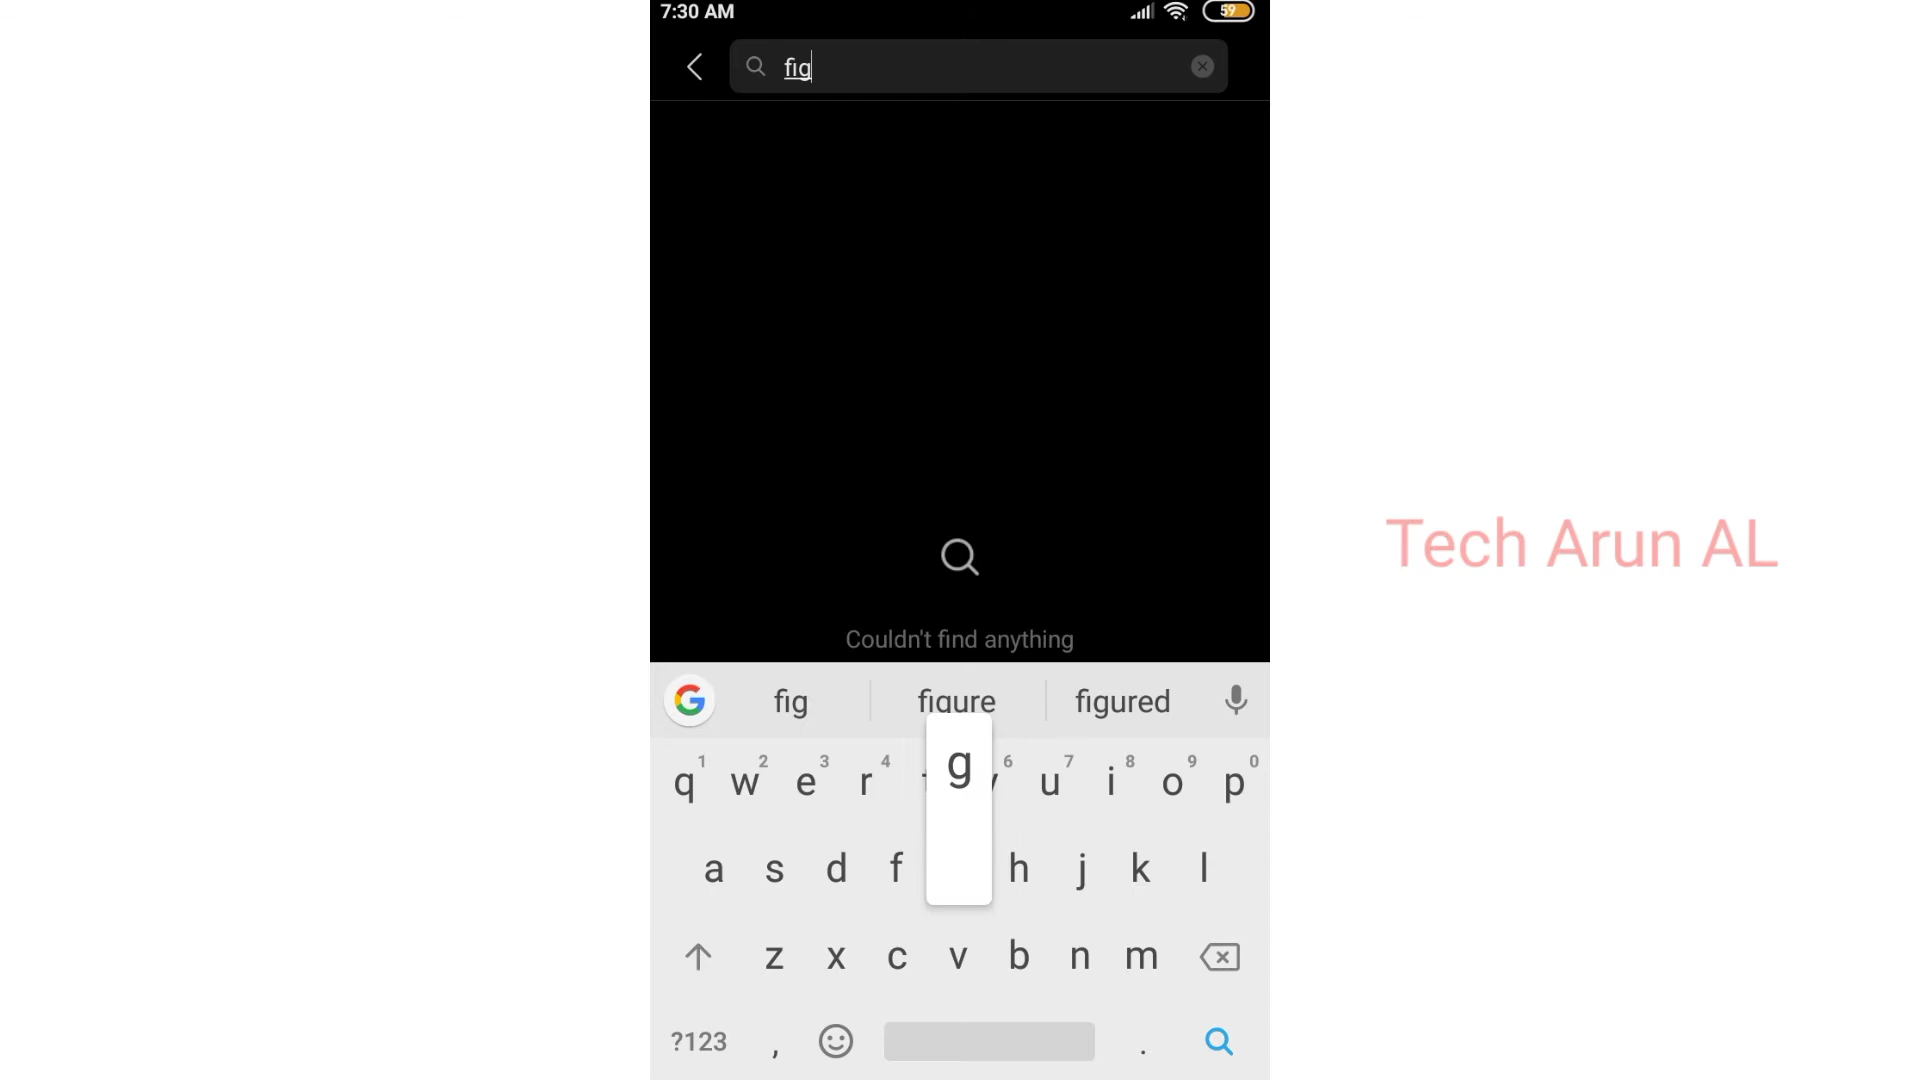 7:30 AM
59
fig
Tech Arun AL
Couldn't find anything
fig figure figured
g
1 2 3 4 6 7 8 9 0
q w e r u i o p
a s d f h j k l
z x c v b n m
?123 , .